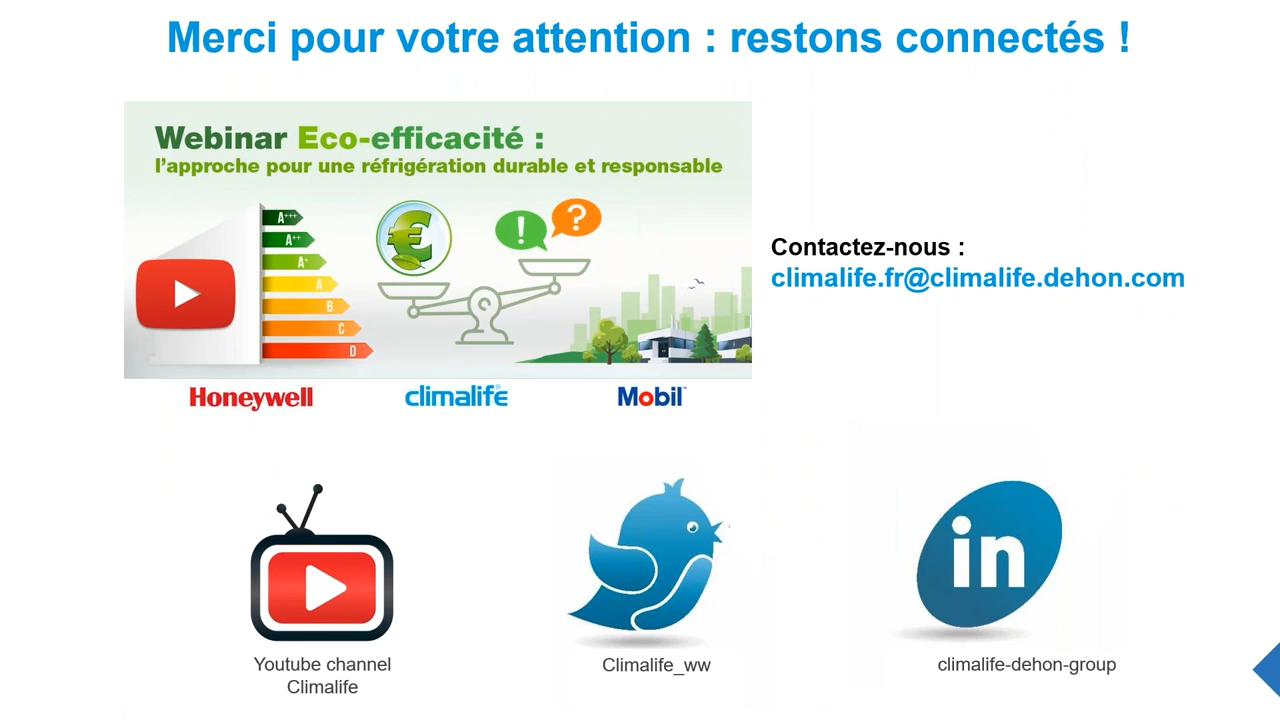 Merci pour votre attention : restons connectés !
Webinar Eco-efficacité :
l'approche pour une réfrigération durable et responsable
A+++
A++
A+
A
B
C
D
€
!
?
Contactez-nous :
climalife.fr@climalife.dehon.com
Honeywell
climalife®
Mobil™
in
Youtube channel
Climalife
Climalife_ww
climalife-dehon-group